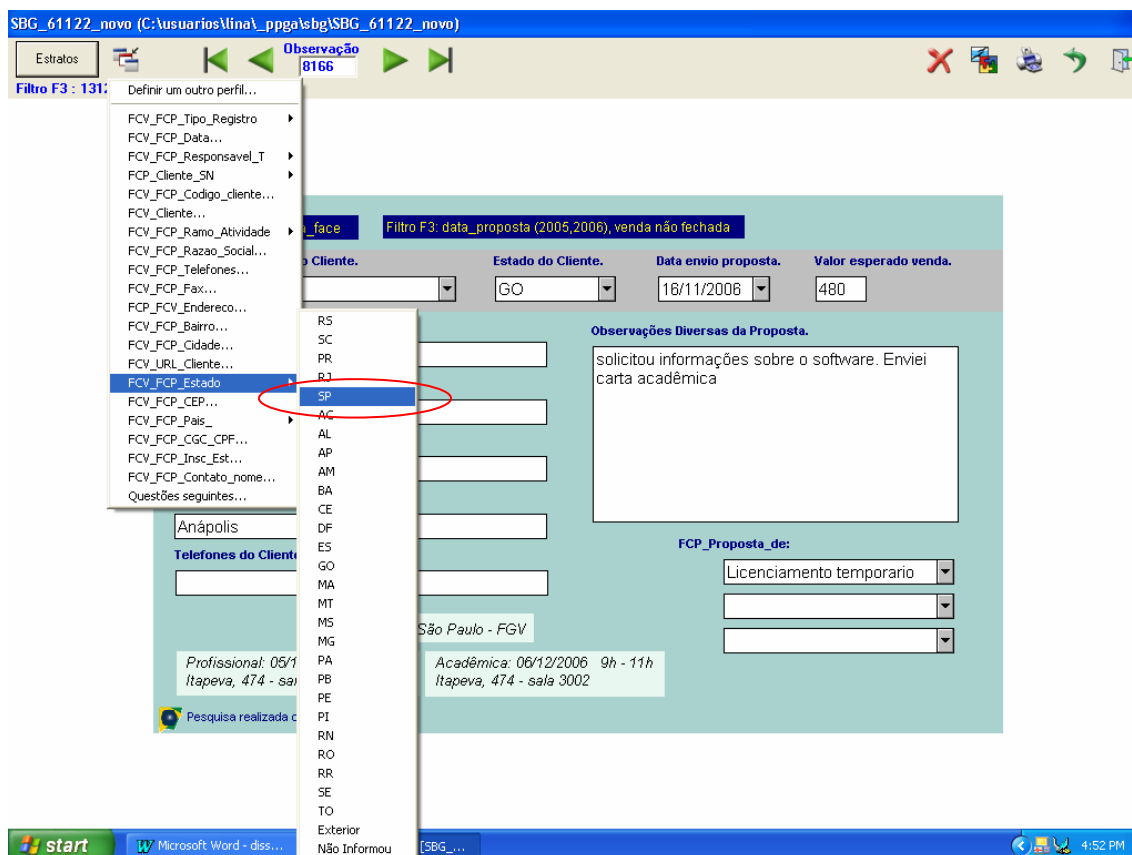 SBG_61122_novo (C:\usuarios\lina\_ppga\sbg\SBG_61122_novo)
Estratos
Observação
8166
Filtro F3 : 1312
Definir um outro perfil...
FCV_FCP_Tipo_Registro
FCV_FCP_Data...
FCV_FCP_Responsavel_T
FCP_Cliente_SN
FCV_FCP_Codigo_cliente...
FCV_Cliente...
FCV_FCP_Ramo_Atividade
FCV_FCP_Razao_Social...
FCV_FCP_Telefones...
FCV_FCP_Fax...
FCP_FCV_Endereco...
FCV_FCP_Bairro...
FCV_FCP_Cidade...
FCV_URL_Cliente...
FCV_FCP_Estado
FCV_FCP_CEP...
FCV_FCP_Pais_
FCV_FCP_CGC_CPF...
FCV_FCP_Insc_Est...
FCV_FCP_Contato_nome...
Questões seguintes...
RS
SC
PR
RJ
SP
AC
AL
AP
AM
BA
CE
DF
ES
GO
MA
MT
MS
MG
PA
PB
PE
PI
RN
RO
RR
SE
TO
Exterior
Não Informou
_face
Filtro F3: data_proposta (2005,2006), venda não fechada
Cliente.
Estado do Cliente.
Data envio proposta.
Valor esperado venda.
GO
16/11/2006
480
Observações Diversas da Proposta.
solicitou informações sobre o software. Enviei
carta acadêmica
Anápolis
Telefones do Cliente
FCP_Proposta_de:
Licenciamento temporario
São Paulo - FGV
Profissional: 05/1
Itapeva, 474 - sa
Acadêmica: 06/12/2006 9h - 11h
Itapeva, 474 - sala 3002
Pesquisa realizada
start
Microsoft Word - diss...
[SBG_...
4:52 PM